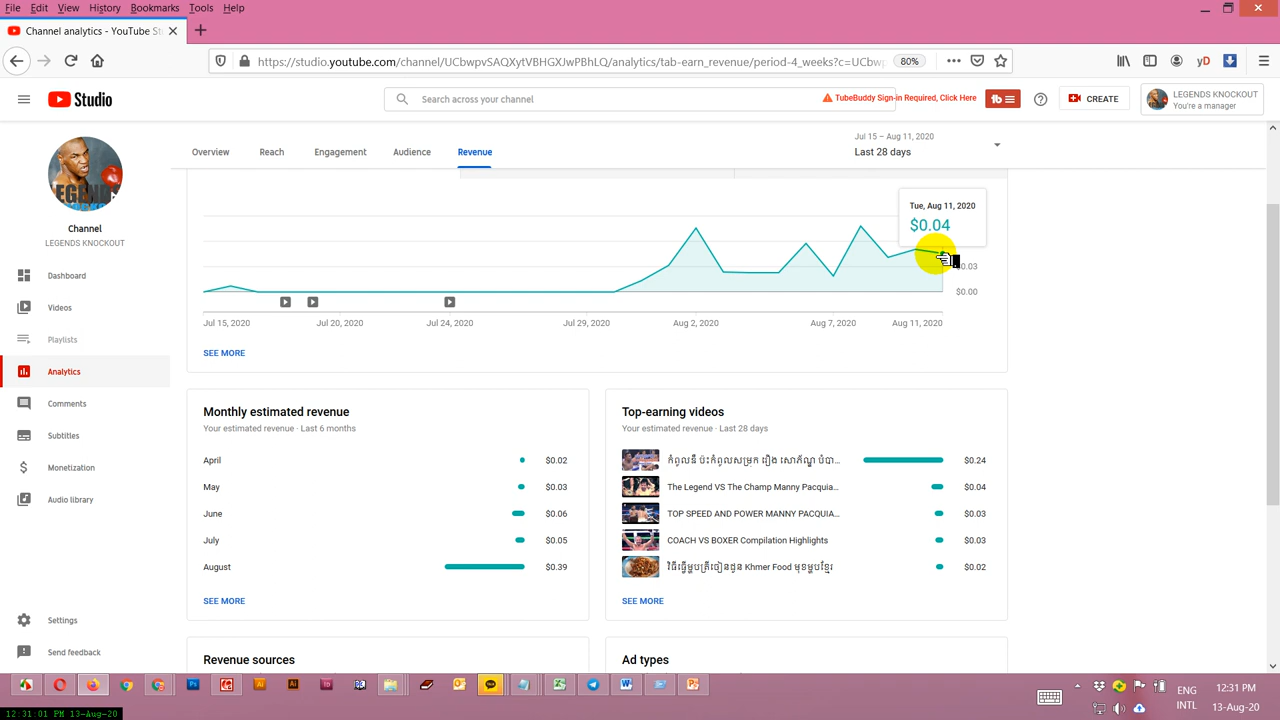 File Edit View History Bookmarks Tools Help
Channel analytics - YouTube St
https://studio.youtube.com/channel/UCbwpvSAQXytVBHGXJwPBhLQ/analytics/tab-earn_revenue/period-4_weeks?c=UCbwp
80%
yD
Studio
Search across your channel
TubeBuddy Sign-in Required, Click Here
tb
CREATE
LEGENDS KNOCKOUT
You're a manager
Overview Reach Engagement Audience Revenue
Jul 15 – Aug 11, 2020
Last 28 days
Channel
LEGENDS KNOCKOUT
Dashboard
Videos
Playlists
Analytics
Comments
Subtitles
Monetization
Audio library
Settings
Send feedback
Tue, Aug 11, 2020
$0.04
$0.03
$0.00
Jul 15, 2020 Jul 20, 2020 Jul 24, 2020 Jul 29, 2020 Aug 2, 2020 Aug 7, 2020 Aug 11, 2020
SEE MORE
Monthly estimated revenue
Your estimated revenue · Last 6 months
April $0.02
May $0.03
June $0.06
July $0.05
August $0.39
SEE MORE
Top-earning videos
Your estimated revenue · Last 28 days
$0.24
The Legend VS The Champ Manny Pacquia... $0.04
TOP SPEED AND POWER MANNY PACQUIA... $0.03
COACH VS BOXER Compilation Highlights $0.03
Khmer Food $0.02
SEE MORE
Revenue sources
Ad types
ENG
INTL
12:31 PM
13-Aug-20
12:31:01 PM 13-Aug-20